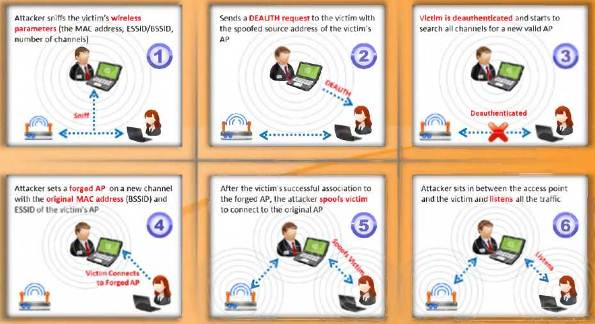 Attacker sniffs the victim's wireless
parameters (the MAC address, ESSID/BSSID,
number of channels)
1
Sniff
Sends a DEAUTH request to the victim with
the spoofed source address of the victim's
AP
2
DEAUTH
Victim is deauthenticated and starts to
search all channels for a new valid AP
3
Deauthenticated
Attacker sets a forged AP on a new channel
with the original MAC address (BSSID) and
ESSID of the victim's AP
4
Victim Connects
to Forged AP
After the victim's successful association to
the forged AP, the attacker spoofs victim
to connect to the original AP
5
Spoofs Victim
Attacker sits in between the access point
and the victim and listens all the traffic
6
Listens